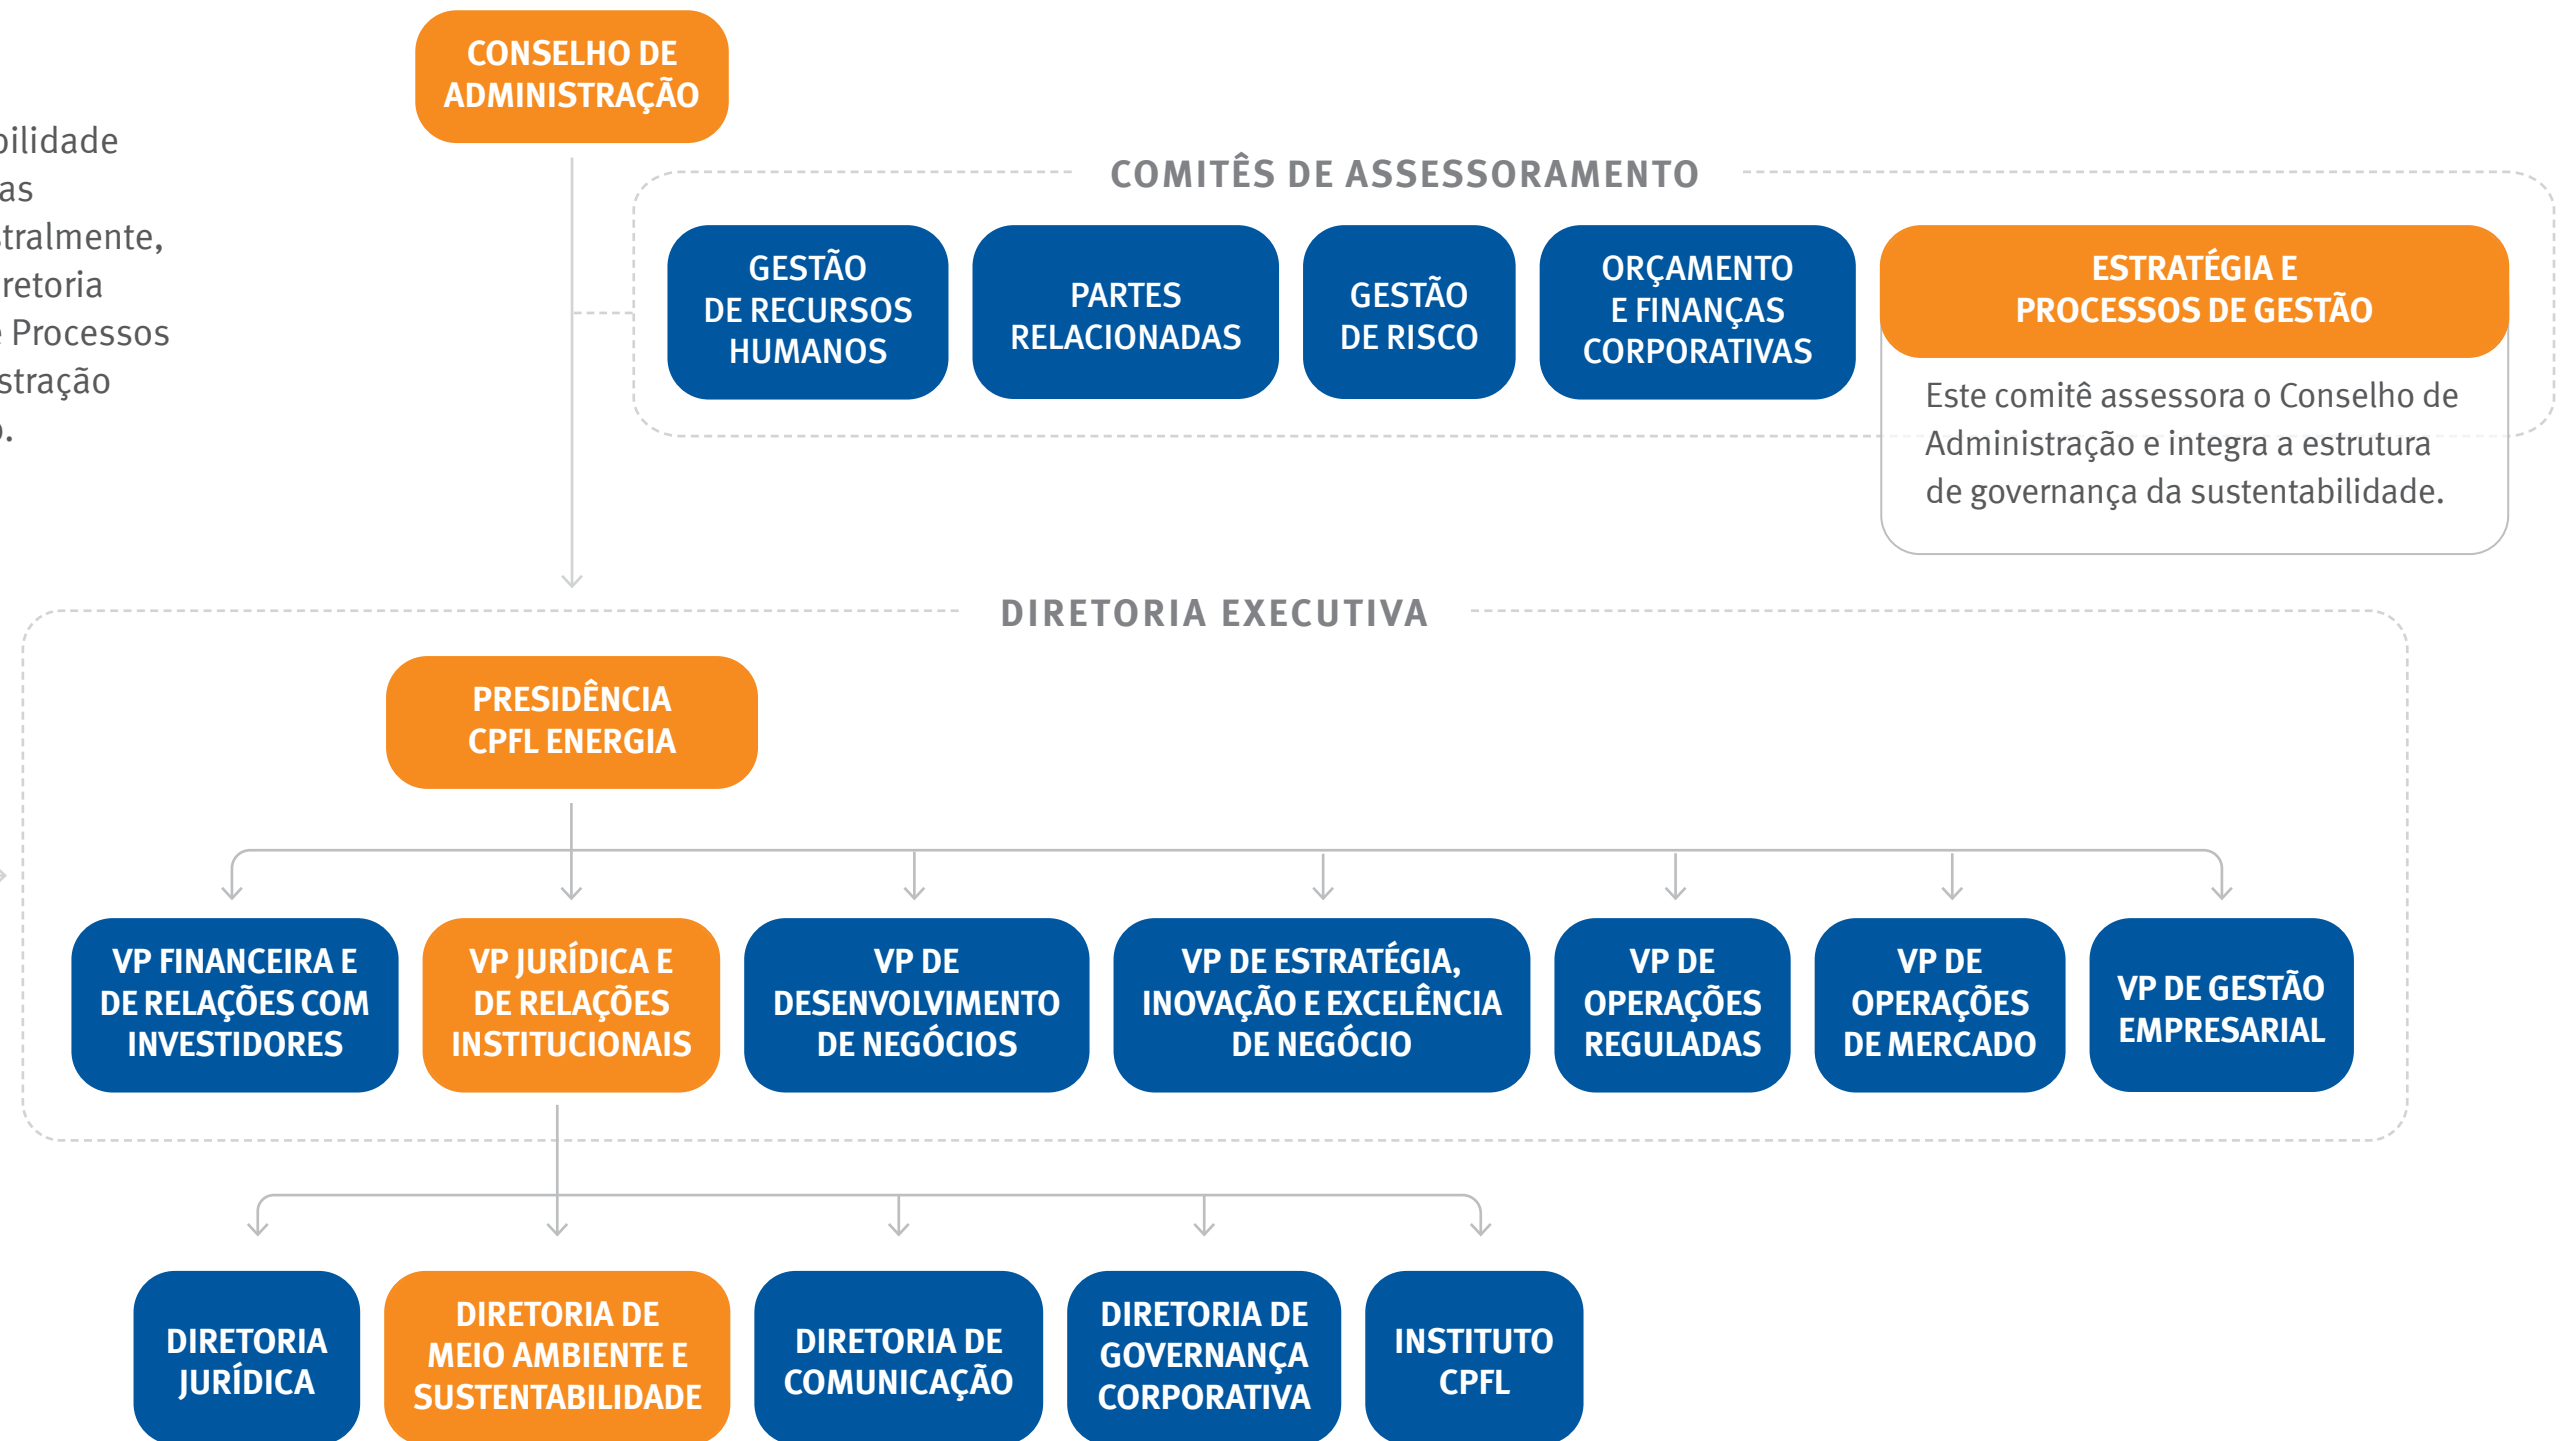 CONSELHO DE
ADMINISTRAÇÃO
as
COMITÊS DE ASSESSORAMENTO
GESTÃO
DE RECURSOS
HUMANOS
PARTES
RELACIONADAS
GESTÃO
DE RISCO
ORÇAMENTO
E FINANÇAS
CORPORATIVAS
ESTRATÉGIA E
PROCESSOS DE GESTÃO
Este comitê assessora o Conselho de
Administração e integra a estrutura
de governança da sustentabilidade.
Processos
DIRETORIA EXECUTIVA
PRESIDÊNCIA
CPFL ENERGIA
VP FINANCEIRA E
DE RELAÇÕES COM
INVESTIDORES
VP JURÍDICA E
DE RELAÇÕES
INSTITUCIONAIS
VP DE
DESENVOLVIMENTO
DE NEGÓCIOS
VP DE ESTRATÉGIA,
INOVAÇÃO E EXCELÊNCIA
DE NEGÓCIO
VP DE
OPERAÇÕES
REGULADAS
VP DE
OPERAÇÕES
DE MERCADO
VP DE GESTÃO
EMPRESARIAL
DIRETORIA
JURÍDICA
DIRETORIA DE
MEIO AMBIENTE E
SUSTENTABILIDADE
DIRETORIA DE
COMUNICAÇÃO
DIRETORIA DE
GOVERNANÇA
CORPORATIVA
INSTITUTO
CPFL